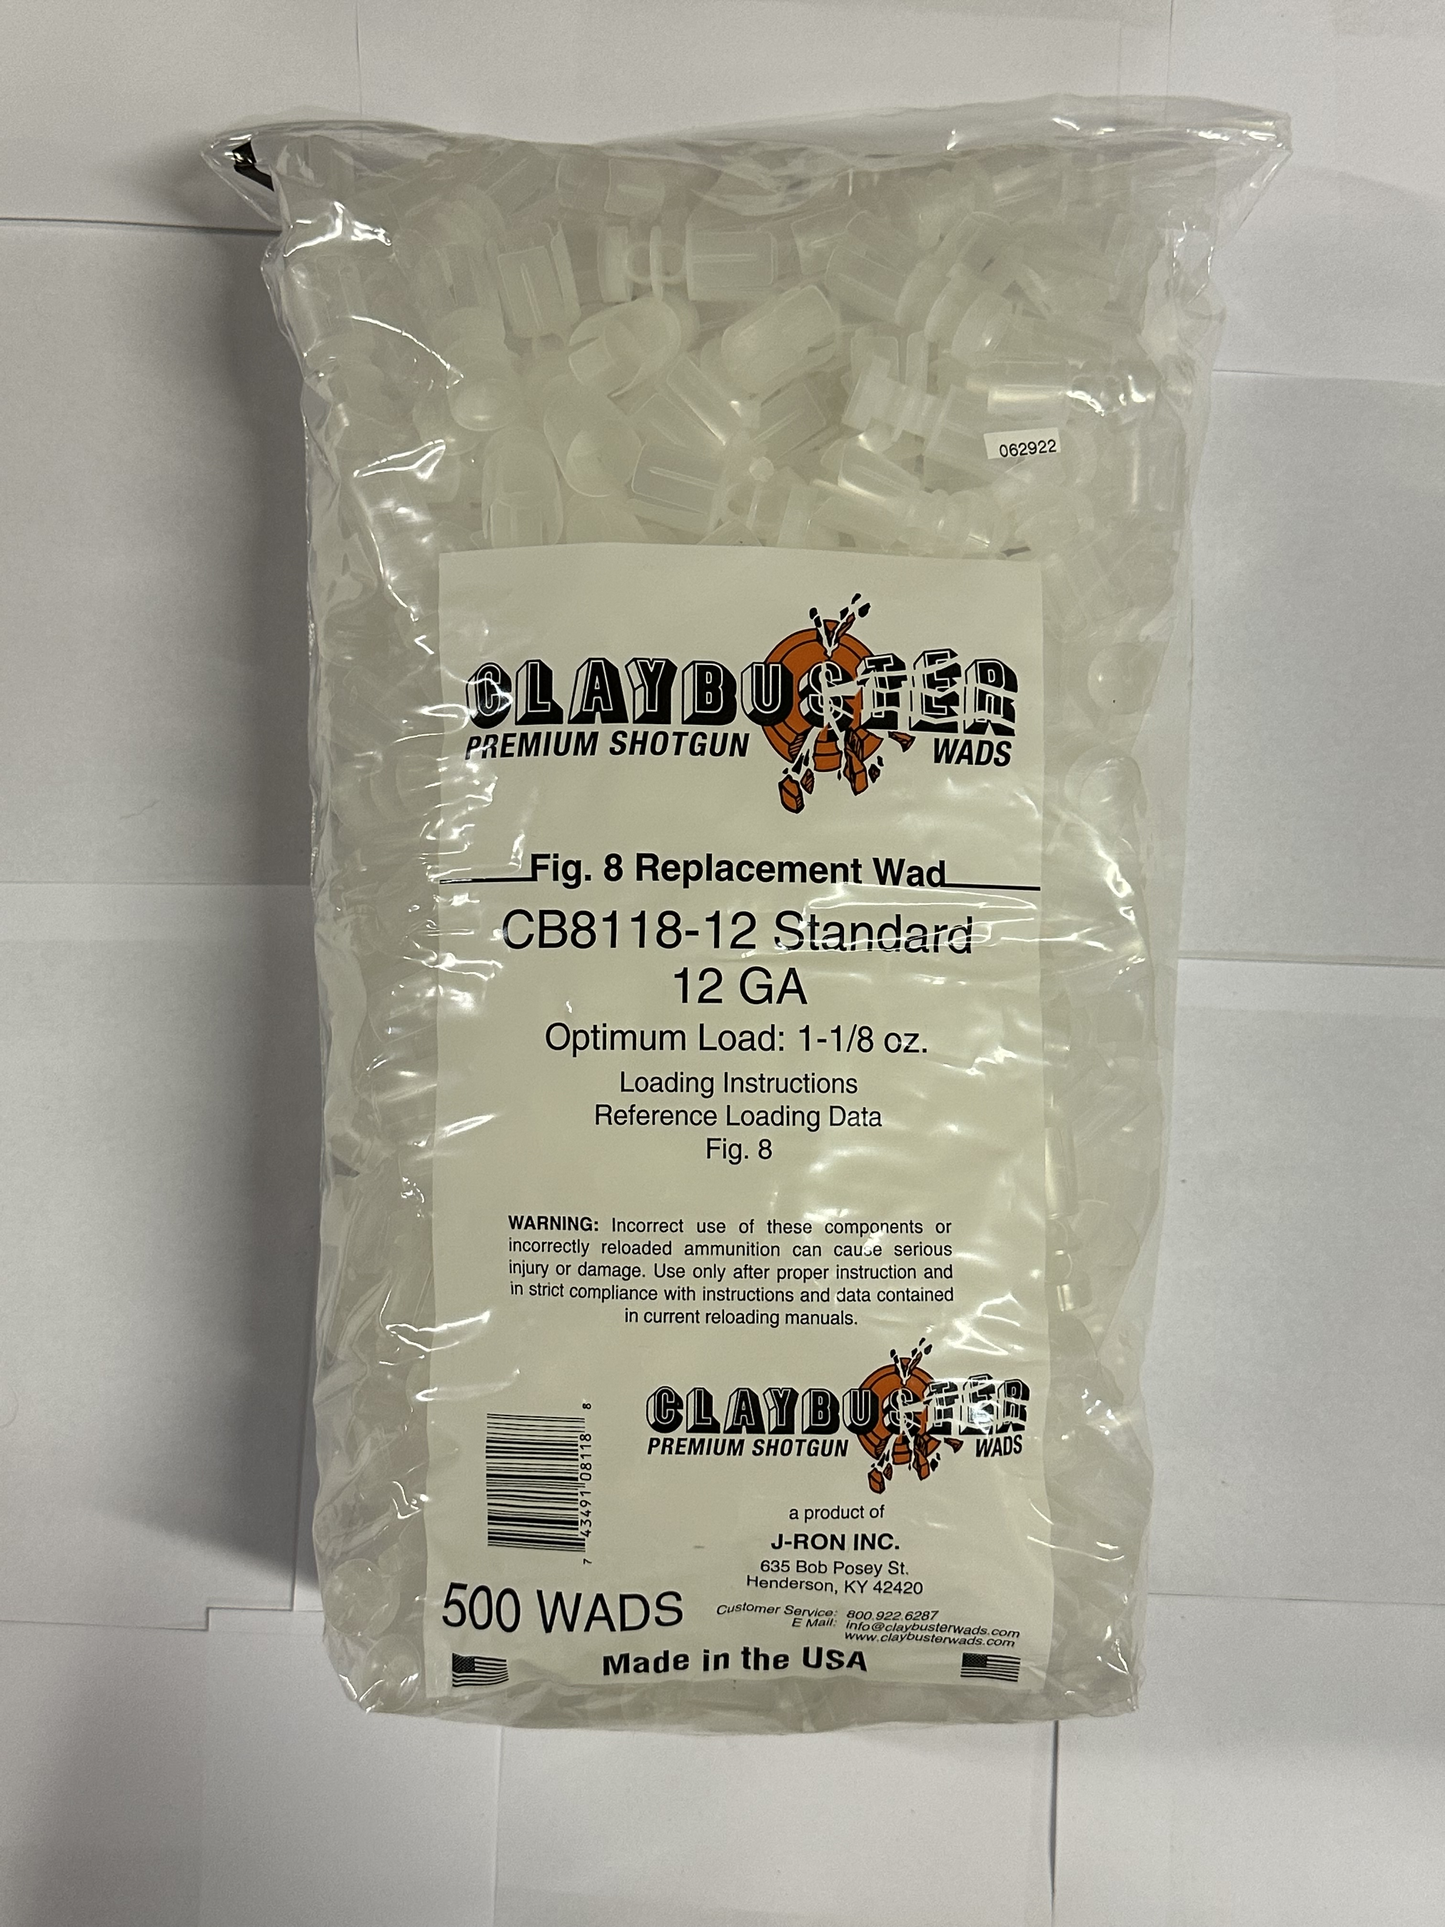 062922
CLAYBUSTER
PREMIUM SHOTGUN WADS
Fig. 8 Replacement Wad
CB8118-12 Standard
12 GA
Optimum Load: 1-1/8 oz.
Loading Instructions
Reference Loading Data
Fig. 8
WARNING: Incorrect use of these components or
incorrectly reloaded ammunition can cause serious
injury or damage. Use only after proper instruction and
in strict compliance with instructions and data contained
in current reloading manuals.
CLAYBUSTER
PREMIUM SHOTGUN WADS
7 43491 08118 8
a product of
J-RON INC.
635 Bob Posey St.
Henderson, KY 42420
500 WADS
Customer Service: 800.922.6287
E Mail: info@claybusterwads.com
www.claybusterwads.com
Made in the USA